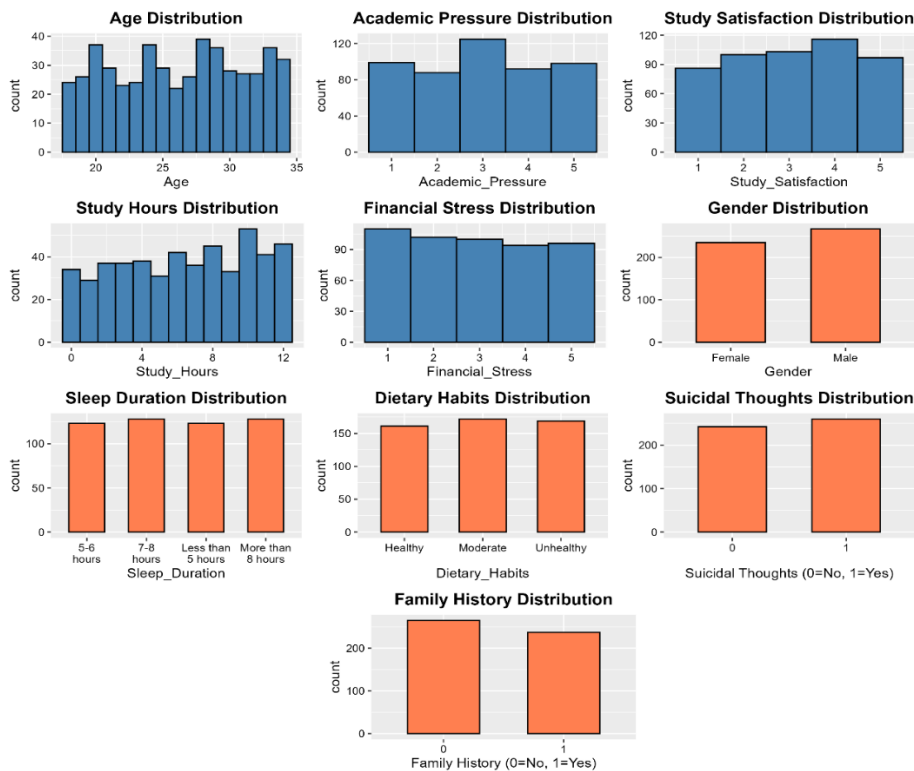 Age Distribution
count
40
30
20
10
0
20
25
30
35
Age
Academic Pressure Distribution
count
120
80
40
0
1
2
3
4
5
Academic_Pressure
Study Satisfaction Distribution
count
120
90
60
30
0
1
2
3
4
5
Study_Satisfaction
Study Hours Distribution
count
40
20
0
0
4
8
12
Study_Hours
Financial Stress Distribution
count
90
60
30
0
1
2
3
4
5
Financial_Stress
Gender Distribution
count
200
100
0
Female
Male
Gender
Sleep Duration Distribution
count
100
50
0
5-6
hours
7-8
hours
Less than
5 hours
More than
8 hours
Sleep_Duration
Dietary Habits Distribution
count
150
100
50
0
Healthy
Moderate
Unhealthy
Dietary_Habits
Suicidal Thoughts Distribution
count
200
100
0
0
1
Suicidal Thoughts (0=No, 1=Yes)
Family History Distribution
count
200
100
0
0
1
Family History (0=No, 1=Yes)